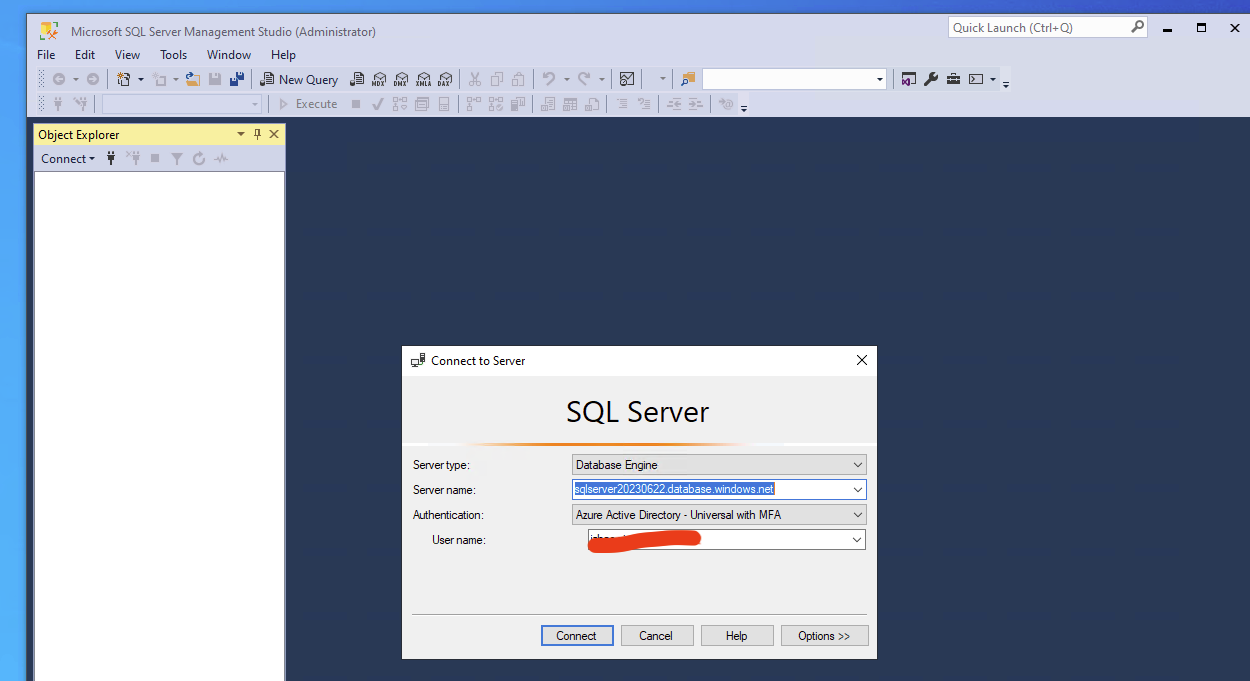 Microsoft SQL Server Management Studio (Administrator)
Quick Launch (Ctrl+Q)
File Edit View Tools Window Help
New Query
MDX DMX XMLA DAX
Execute
Object Explorer
Connect
Connect to Server
SQL Server
Server type: Database Engine
Server name: sqlserver20230622.database.windows.net
Authentication: Azure Active Directory - Universal with MFA
User name:
Connect Cancel Help Options >>